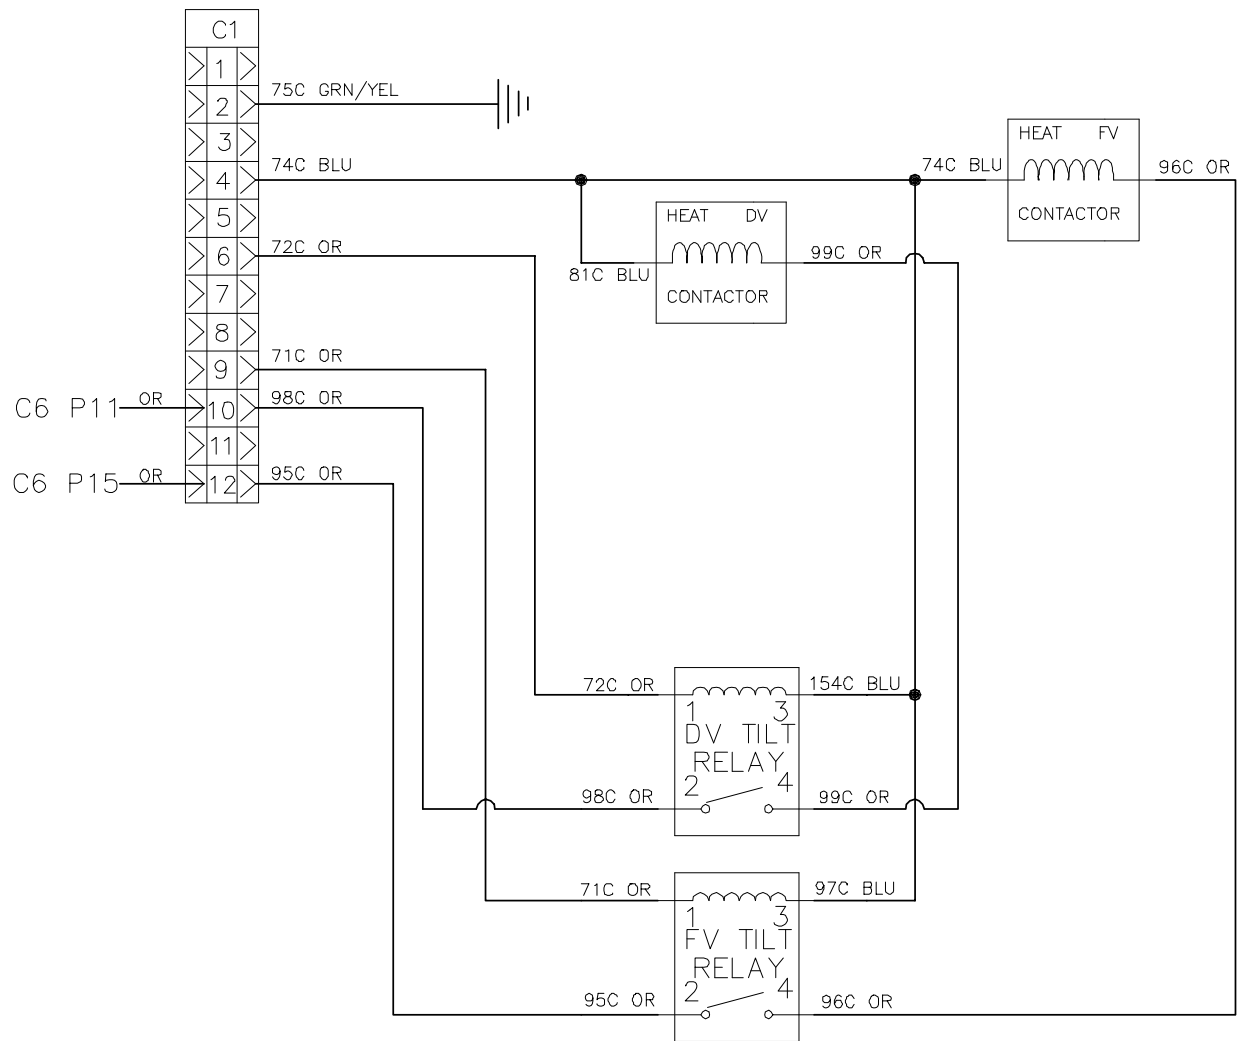 C1
1
2
75C GRN/YEL
3
4
74C BLU
74C BLU
HEAT FV
CONTACTOR
96C OR
5
HEAT DV
CONTACTOR
81C BLU
99C OR
6
72C OR
7
8
9
71C OR
C6 P11
OR
10
98C OR
11
C6 P15
OR
12
95C OR
72C OR
154C BLU
1 3
DV TILT
RELAY
2 4
98C OR
99C OR
71C OR
97C BLU
1 3
FV TILT
RELAY
2 4
95C OR
96C OR